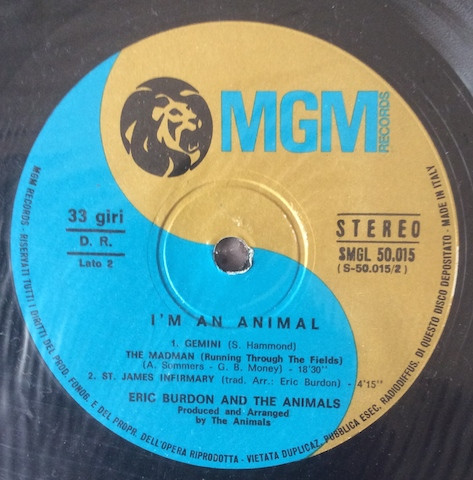 MGM
RECORDS
33 giri
D. R.
Lato 2
STEREO
SMGL 50.015
(S-50.015/2)
I'M AN ANIMAL
1. GEMINI (S. Hammond)
THE MADMAN (Running Through The Fields)
(A. Sommers - G. B. Money) - 18'30"
2. ST. JAMES INFIRMARY (trad. Arr.: Eric Burdon) - 4'15"
ERIC BURDON AND THE ANIMALS
Produced and Arranged
by The Animals
MGM RECORDS - RISERVATI TUTTI I DIRITTI DEL PROD. FONOG. E DEL PROPR. DELL'OPERA RIPRODOTTA - VIETATA DUPLICAZ. PUBBLICA ESEC. RADIODIFFUS. DI QUESTO DISCO DEPOSITATO - MADE IN ITALY